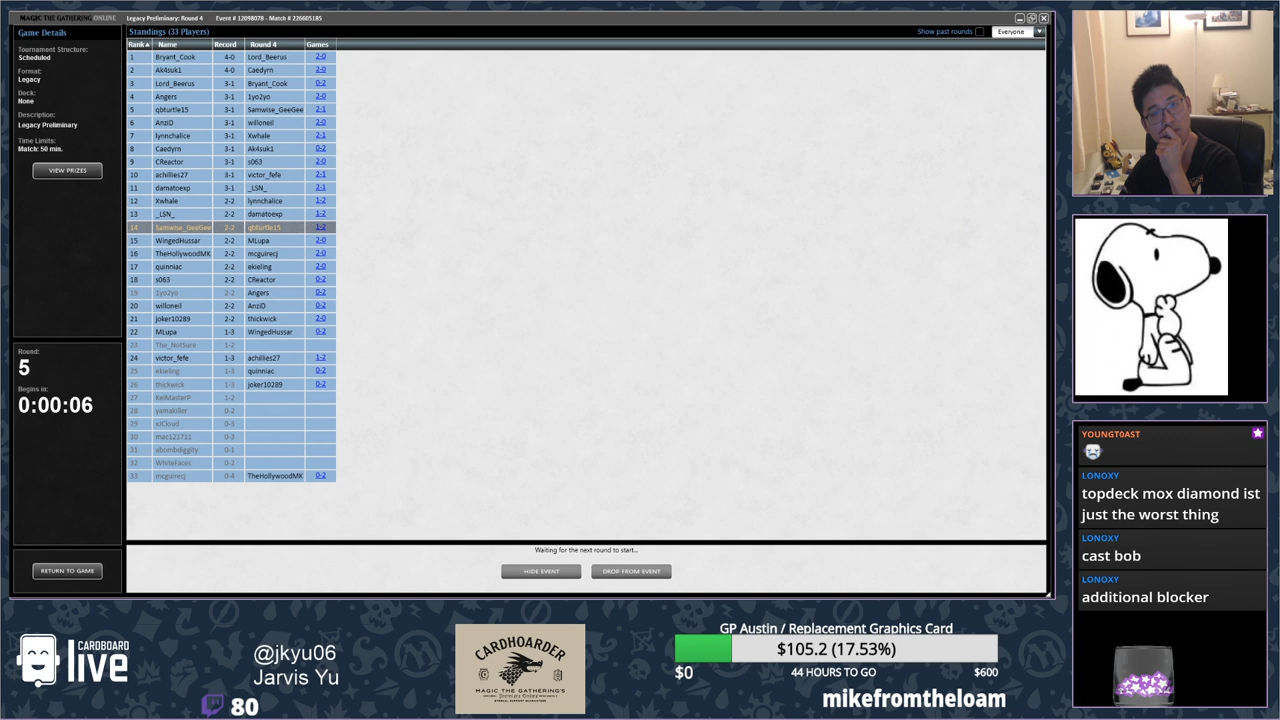 MAGIC THE GATHERING ONLINE
Legacy Preliminary: Round 4 Event # 12098078 - Match # 226605185
Game Details
Tournament Structure:
Scheduled
Format:
Legacy
Deck:
None
Description:
Legacy Preliminary
Time Limits:
Match: 50 min.
VIEW PRIZES
Round:
5
Begins in:
0:00:06
RETURN TO GAME
Standings (33 Players)
Show past rounds
Everyone
Rank Name Record Round 4 Games
1 Bryant_Cook 4-0 Lord_Beerus 2-0
2 Ak4suk1 4-0 Caedyrn 2-0
3 Lord_Beerus 3-1 Bryant_Cook 0-2
4 Angers 3-1 1yo2yo 2-0
5 qbturtle15 3-1 Samwise_GeeGee 2-1
6 AnziD 3-1 willoneil 2-0
7 lynnchalice 3-1 Xwhale 2-1
8 Caedyrn 3-1 Ak4suk1 0-2
9 CReactor 3-1 s063 2-0
10 achillies27 3-1 victor_fefe 2-1
11 damatoexp 3-1 _LSN_ 2-1
12 Xwhale 2-2 lynnchalice 1-2
13 _LSN_ 2-2 damatoexp 1-2
14 Samwise_GeeGee 2-2 qbturtle15 1-2
15 WingedHussar 2-2 MLupa 2-0
16 TheHollywoodMK 2-2 mcguirecj 2-0
17 quinniac 2-2 ekieling 2-0
18 s063 2-2 CReactor 0-2
19 1yo2yo 2-2 Angers 0-2
20 willoneil 2-2 AnziD 0-2
21 joker10289 2-2 thickwick 2-0
22 MLupa 1-3 WingedHussar 0-2
23 The_NotSure 1-2
24 victor_fefe 1-3 achillies27 1-2
25 ekieling 1-3 quinniac 0-2
26 thickwick 1-3 joker10289 0-2
27 KelMasterP 1-2
28 yamakiller 0-2
29 xJCloud 0-3
30 mac121711 0-3
31 abombdiggity 0-1
32 WhiteFaces 0-2
33 mcguirecj 0-4 TheHollywoodMK 0-2
Waiting for the next round to start...
HIDE EVENT
DROP FROM EVENT
YOUNGT0AST
LONOXY
topdeck mox diamond ist
just the worst thing
LONOXY
cast bob
LONOXY
additional blocker
CARDBOARD
live
@jkyu06
Jarvis Yu
80
CARDHOARDER
MAGIC THE GATHERING'S
GP Austin / Replacement Graphics Card
$105.2 (17.53%)
$0 44 HOURS TO GO $600
mikefromtheloam